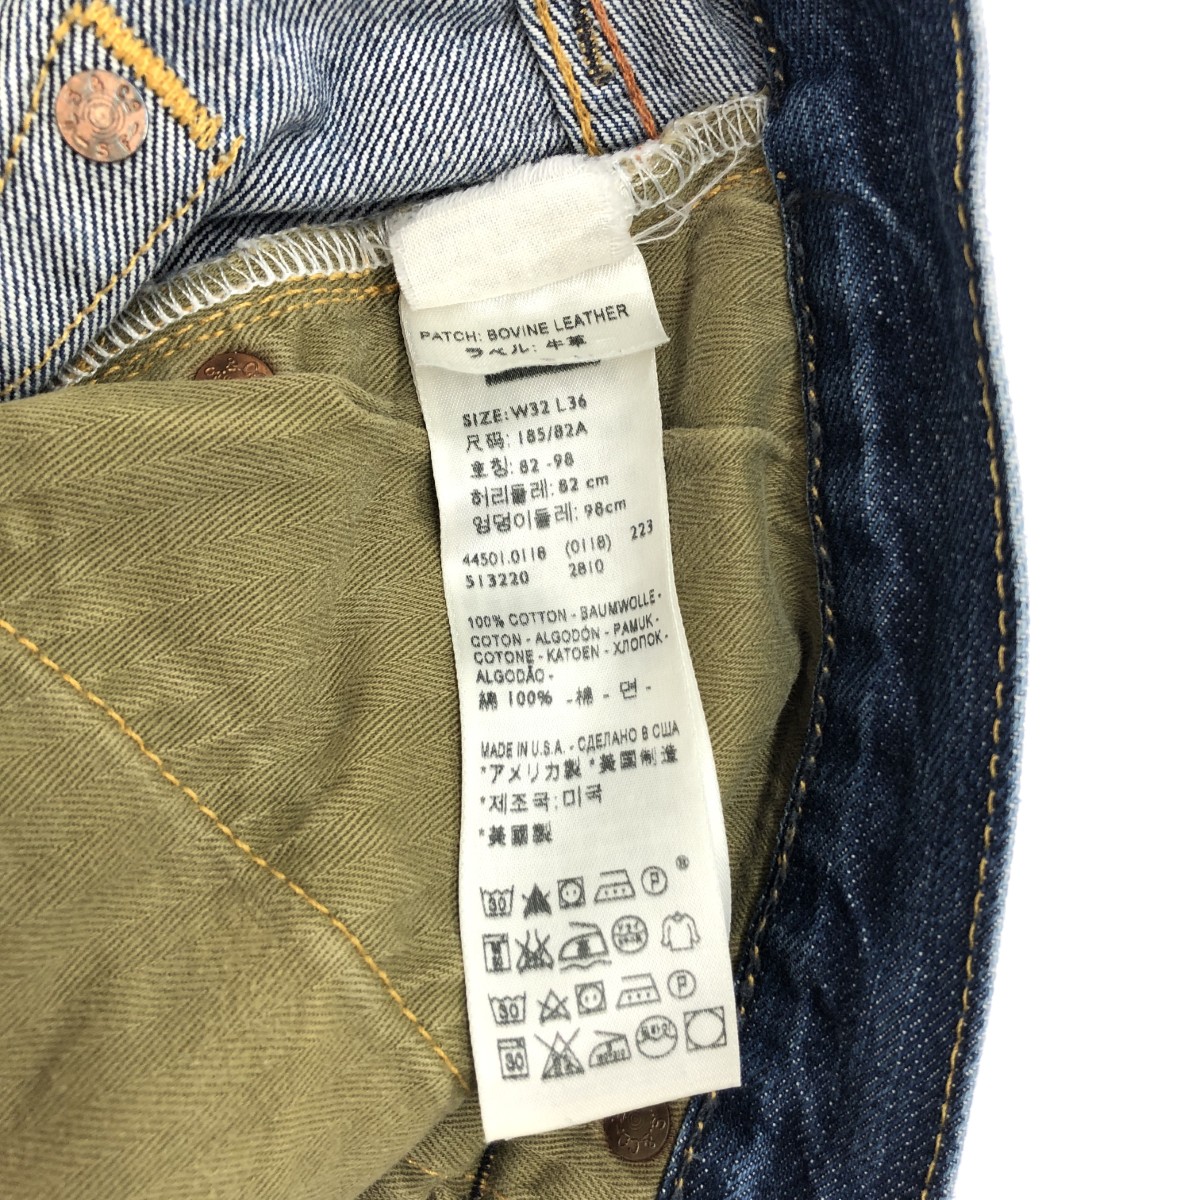 PATCH: BOVINE LEATHER
ラベル: 牛革
SIZE: W32 L36
尺码: 185/82A
호칭: 82 -98
허리둘레: 82 cm
엉덩이둘레: 98cm
44501.0118 (0118) 223
513220 2810
100% COTTON - BAUMWOLLE -
COTON - ALGODÓN - PAMUK -
COTONE - KATOEN - ХЛОПОК -
ALGODÃO -
綿 100% - 棉 - 면 -
MADE IN U.S.A. - СДЕЛАНО В США
*アメリカ製 *美国制造
*제조국: 미국
*美國製
30 P ®
30 P
30